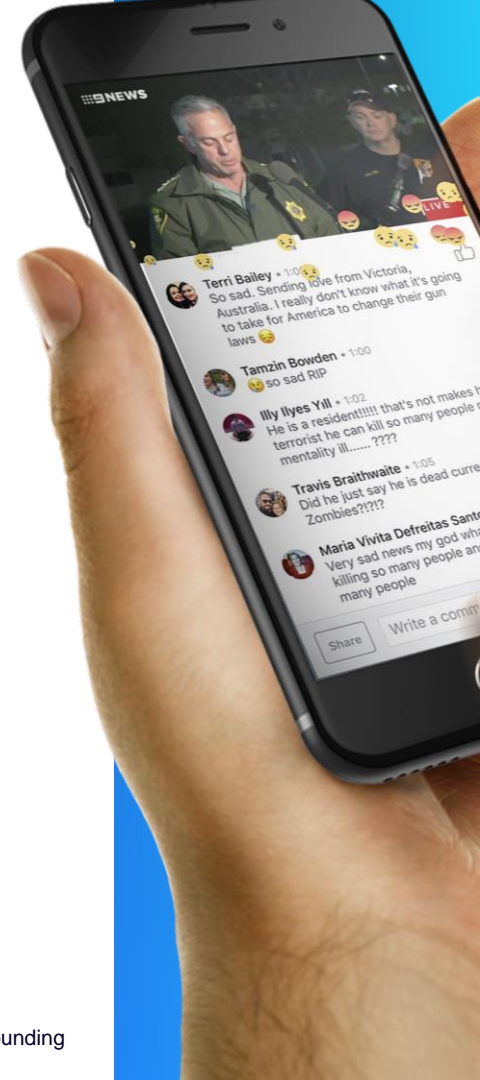 9NEWS
LIVE
Terri Bailey •
So sad. Sending love from Victoria,
Australia. I really don't know what it's going
to take for America to change their gun
laws 😔
Tamzin Bowden • 1:00
😢 so sad RIP
Illy Ilyes Yıll • 1:02
He is a resident!!!!! that's not makes h
terrorist he can kill so many people
mentality ill...... ????
Travis Braithwaite • 1:05
Did he just say he is dead curre
Zombies?!?!?
Maria Vivita Defreitas Sant
Very sad news my god wha
killing so many people an
many people
Share
Write a comm
unding